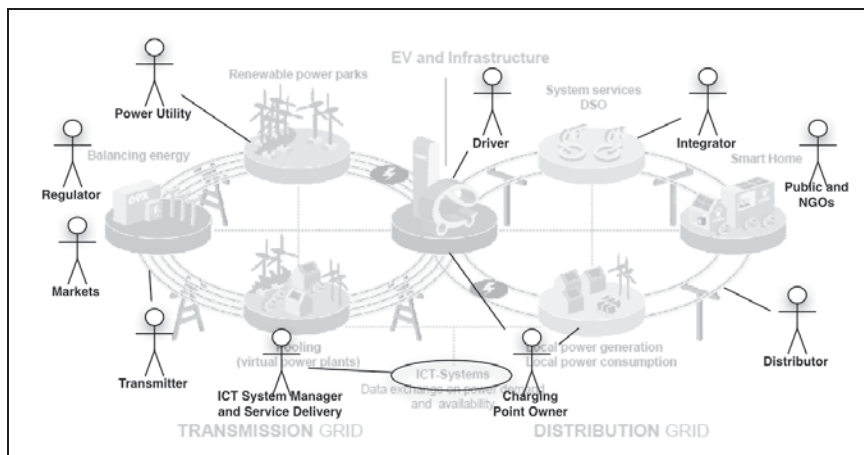 EV and Infrastructure
Renewable power parks
System services
DSO
Power Utility
Driver
Integrator
Balancing energy
Smart Home
Regulator
Public and
NGOs
Markets
Pooling
(virtual power plants)
Local power generation
Local power consumption
Transmitter
ICT-Systems
Distributor
ICT System Manager
and Service Delivery
Data exchange on power demand
and availability
Charging
Point Owner
TRANSMISSION GRID
DISTRIBUTION GRID